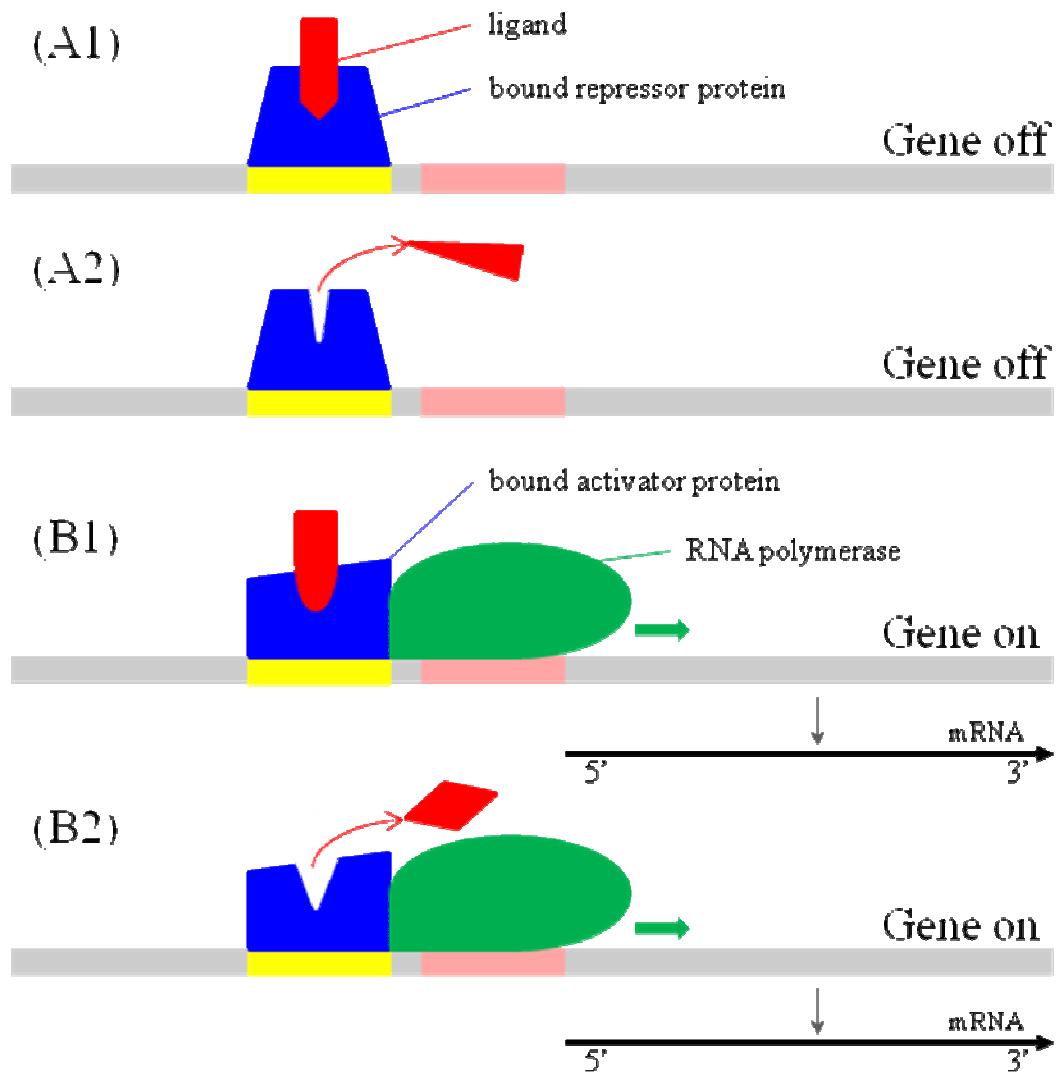 (A1)
ligand
bound repressor protein
Gene off
(A2)
Gene off
bound activator protein
(B1)
RNA polymerase
Gene on
mRNA
5’ 3’
(B2)
Gene on
mRNA
5’ 3’